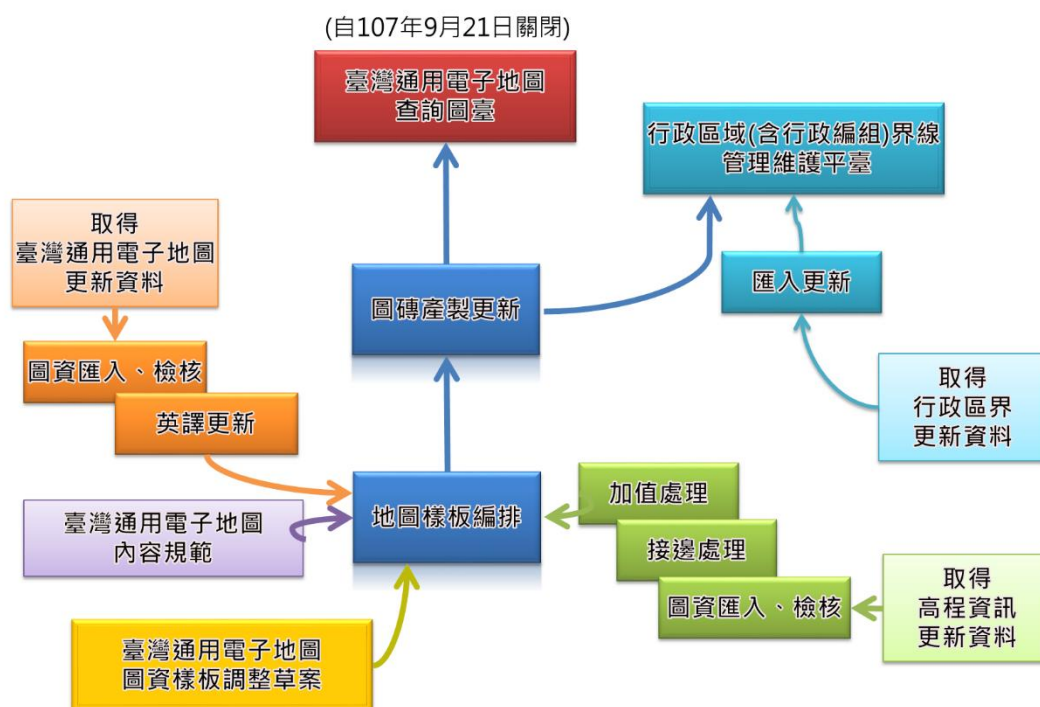 (自107年9月21日關閉)
臺灣通用電子地圖
查詢圖臺
行政區域(含行政編組)界線
管理維護平臺
取得
臺灣通用電子地圖
更新資料
圖磚產製更新
匯入更新
圖資匯入、檢核
英譯更新
取得
行政區界
更新資料
地圖樣板編排
加值處理
臺灣通用電子地圖
內容規範
接邊處理
圖資匯入、檢核
取得
高程資訊
更新資料
臺灣通用電子地圖
圖資樣板調整草案